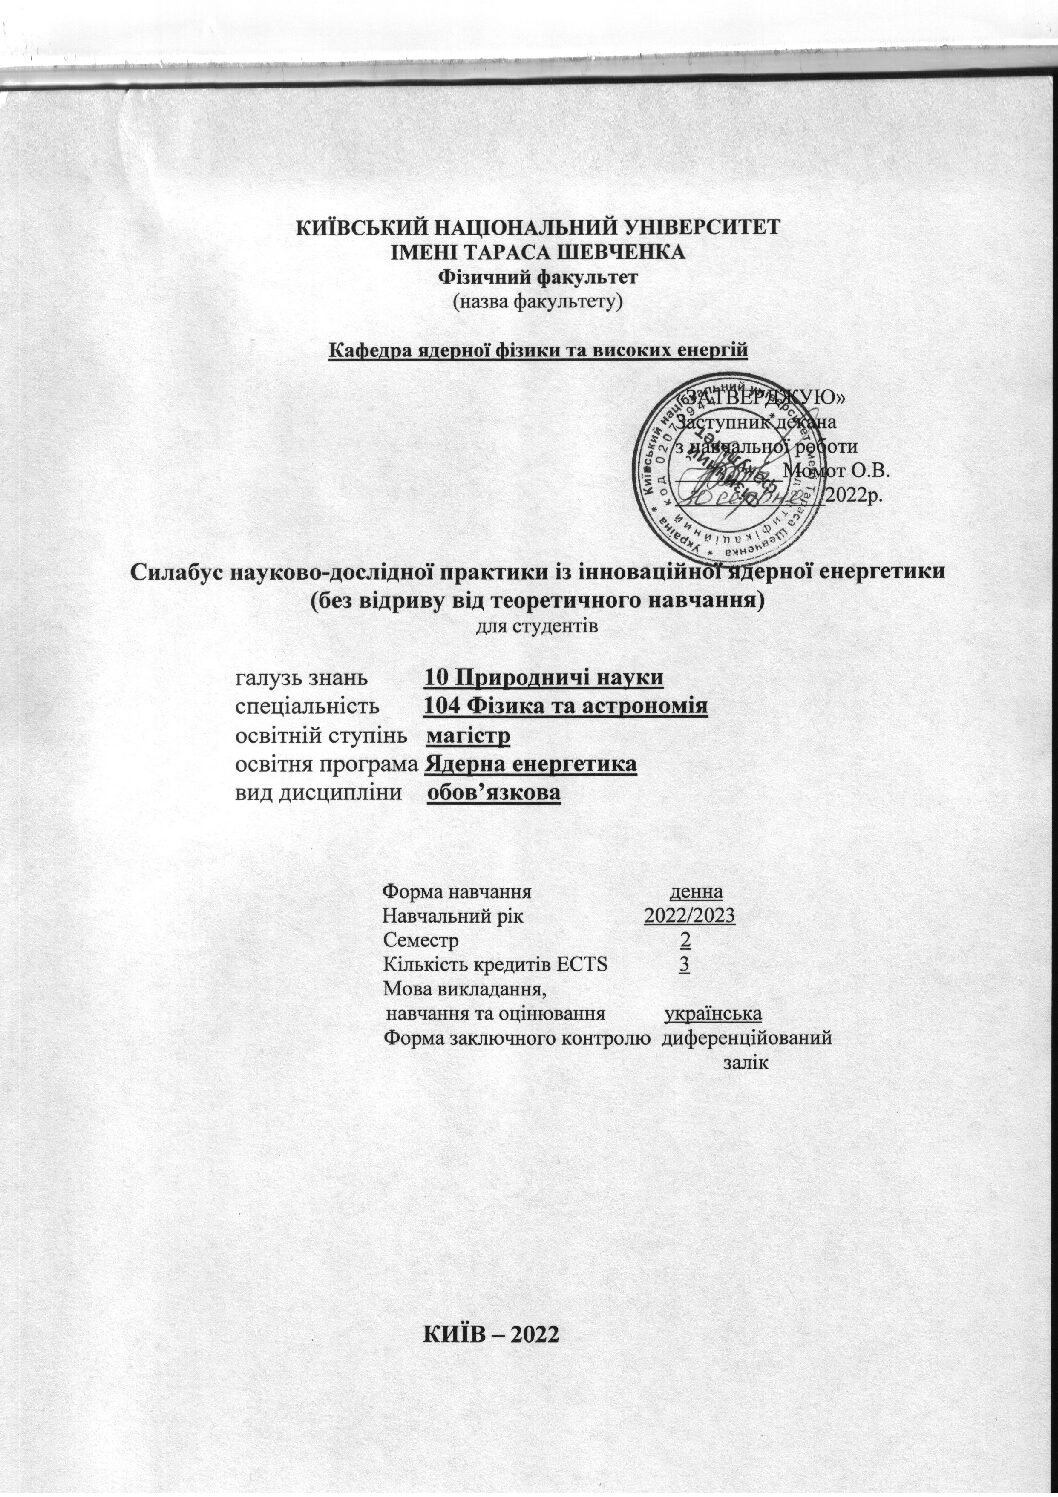 КИЇВСЬКИЙ НАЦІОНАЛЬНИЙ УНІВЕРСИТЕТ
ІМЕНІ ТАРАСА ШЕВЧЕНКА
Фізичний факультет
(назва факультету)
Кафедра ядерної фізики та високих енергій
«ЗАТВЕРДЖУЮ»
Заступник декана
з навчальної роботи
Момот О.В.
2022р.
Силабус науково-дослідної практики із інноваційної ядерної енергетики
(без відриву від теоретичного навчання)
для студентів
галузь знань 10 Природничі науки
спеціальність 104 Фізика та астрономія
освітній ступінь магістр
освітня програма Ядерна енергетика
вид дисципліни обов’язкова
Форма навчання денна
Навчальний рік 2022/2023
Семестр 2
Кількість кредитів ECTS 3
Мова викладання,
навчання та оцінювання українська
Форма заключного контролю диференційований
залік
КИЇВ – 2022